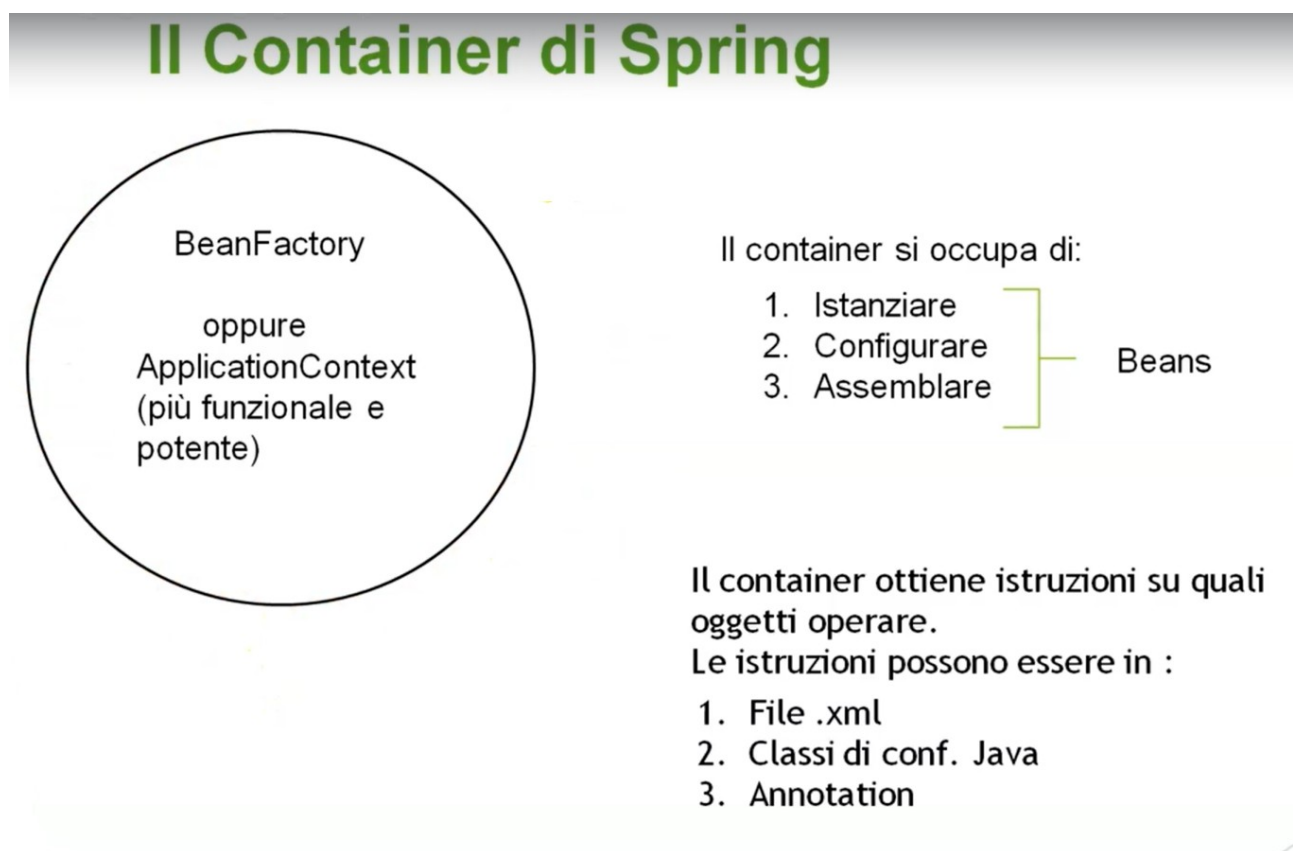 Il Container di Spring
BeanFactory
oppure
ApplicationContext
(più funzionale e
potente)
Il container si occupa di:
1. Istanziare
2. Configurare
3. Assemblare
Beans
Il container ottiene istruzioni su quali
oggetti operare.
Le istruzioni possono essere in :
1. File .xml
2. Classi di conf. Java
3. Annotation